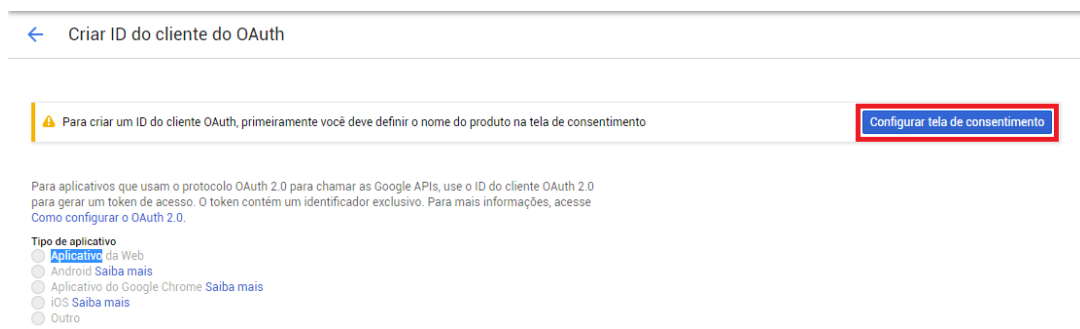 Criar ID do cliente do OAuth
Para criar um ID do cliente OAuth, primeiramente você deve definir o nome do produto na tela de consentimento
Configurar tela de consentimento
Para aplicativos que usam o protocolo OAuth 2.0 para chamar as Google APIs, use o ID do cliente OAuth 2.0
para gerar um token de acesso. O token contém um identificador exclusivo. Para mais informações, acesse
Como configurar o OAuth 2.0.
Tipo de aplicativo
Aplicativo da Web
Android Saiba mais
Aplicativo do Google Chrome Saiba mais
iOS Saiba mais
Outro